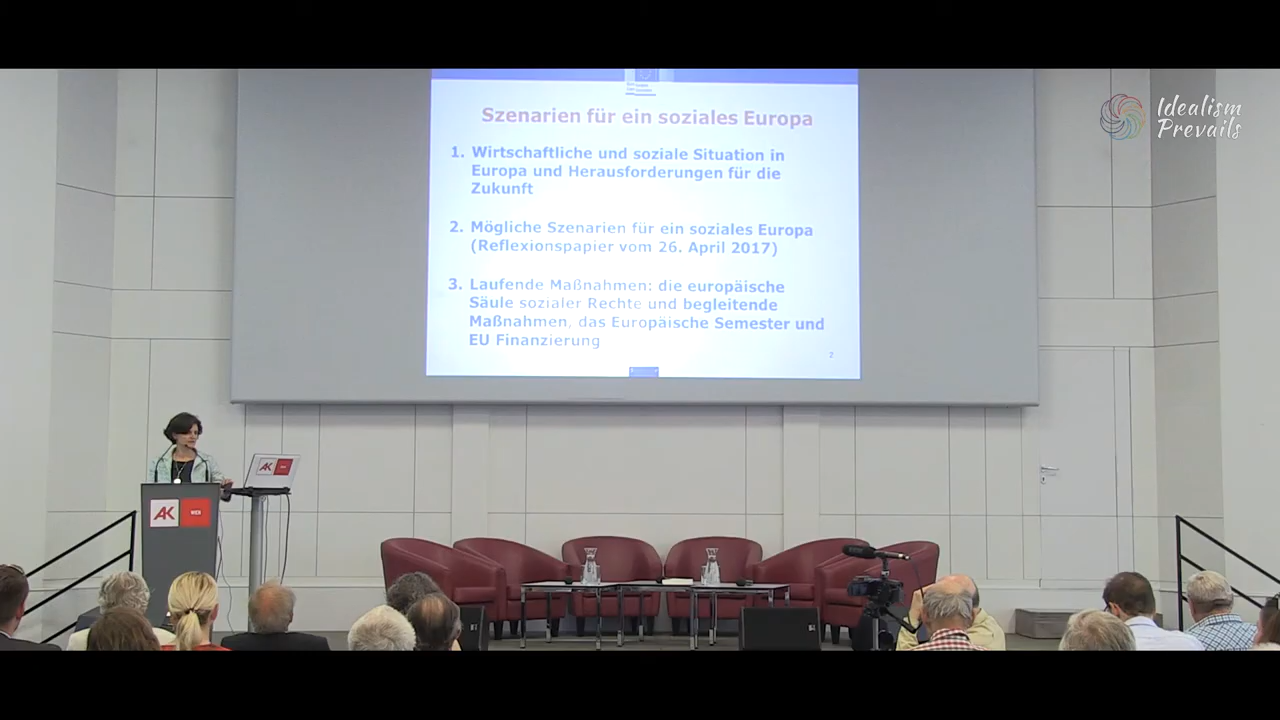 Idealism
Prevails
Szenarien für ein soziales Europa
1. Wirtschaftliche und soziale Situation in
Europa und Herausforderungen für die
Zukunft
2. Mögliche Szenarien für ein soziales Europa
(Reflexionspapier vom 26. April 2017)
3. Laufende Maßnahmen: die europäische
Säule sozialer Rechte und begleitende
Maßnahmen, das Europäische Semester und
EU Finanzierung
2
AK
AK
WIEN